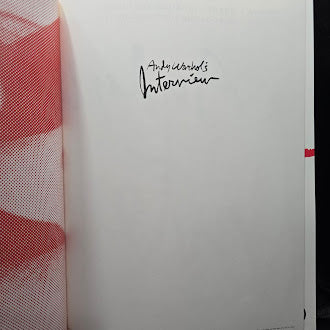 Andy Warhol's
Interview